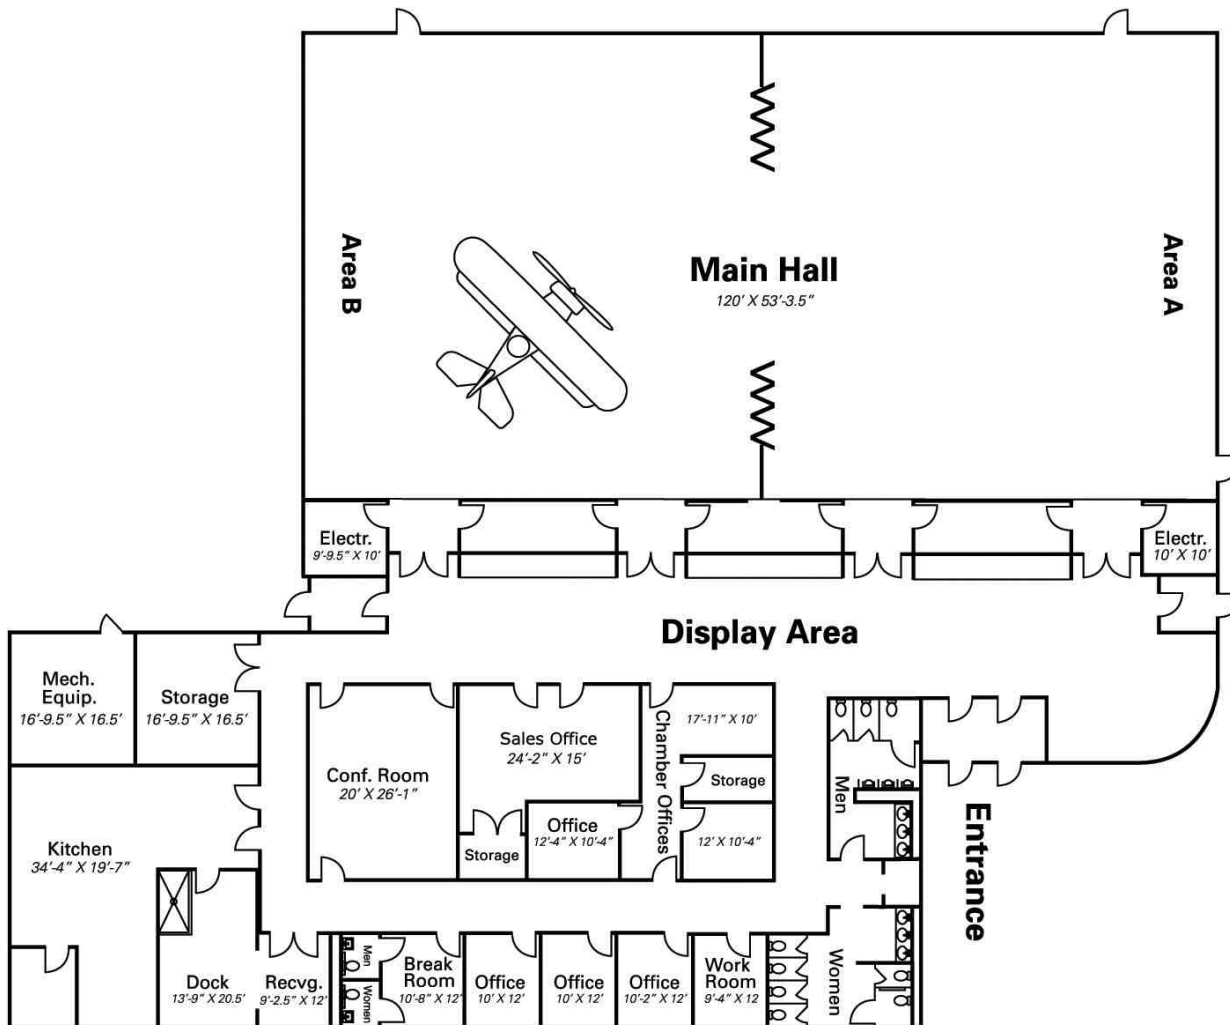 Area B
Main Hall
120' X 53'-3.5"
Area A
Electr.
9'-9.5" X 10'
Electr.
10' X 10'
Display Area
Mech.
Equip.
16'-9.5" X 16.5'
Storage
16'-9.5" X 16.5'
Conf. Room
20' X 26'-1"
Sales Office
24'-2" X 15'
Storage
Office
12'-4" X 10'-4"
Chamber Offices
17'-11" X 10'
Storage
12' X 10'-4"
Men
Entrance
Kitchen
34'-4" X 19'-7"
Dock
13'-9" X 20.5'
Recvg.
9'-2.5" X 12'
Men
Women
Break
Room
10'-8" X 12'
Office
10' X 12'
Office
10' X 12'
Office
10'-2" X 12'
Work
Room
9'-4" X 12
Women